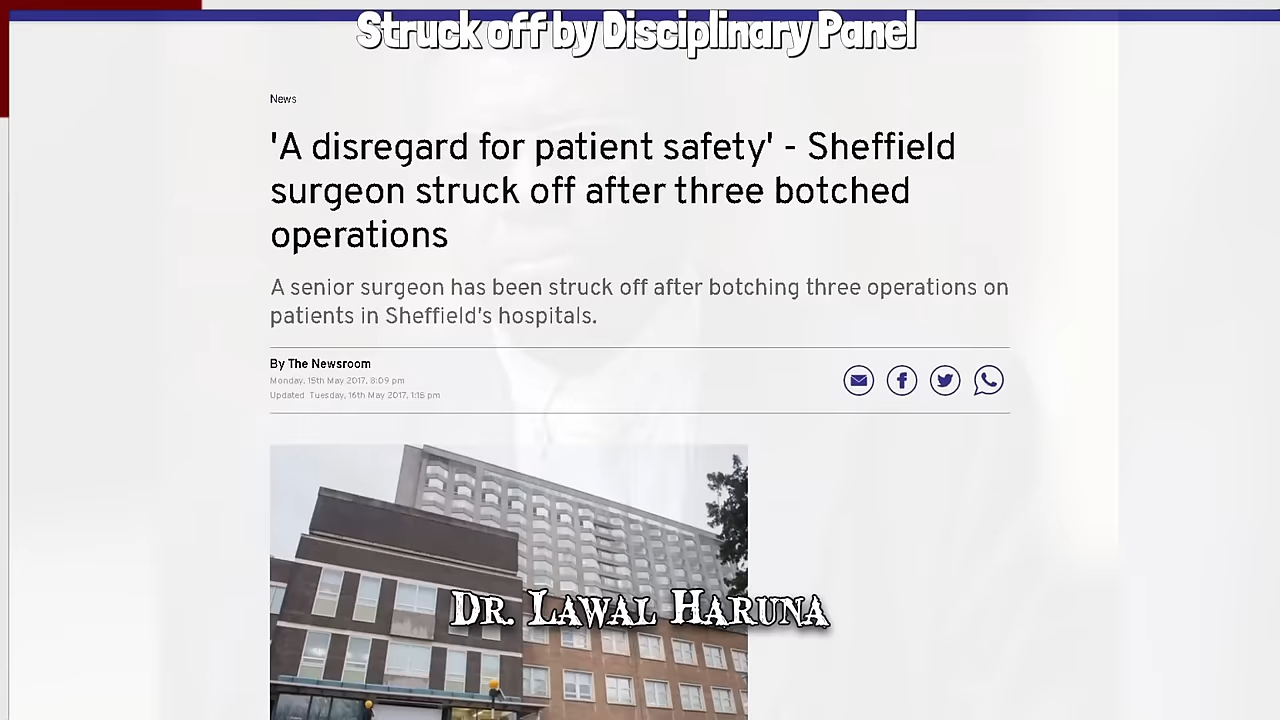 Struck off by Disciplinary Panel
News
'A disregard for patient safety' - Sheffield
surgeon struck off after three botched
operations
A senior surgeon has been struck off after botching three operations on
patients in Sheffield's hospitals.
By The Newsroom
Monday, 15th May 2017, 8:09 pm
Updated Tuesday, 16th May 2017, 1:15 pm
Dr. Lawal Haruna